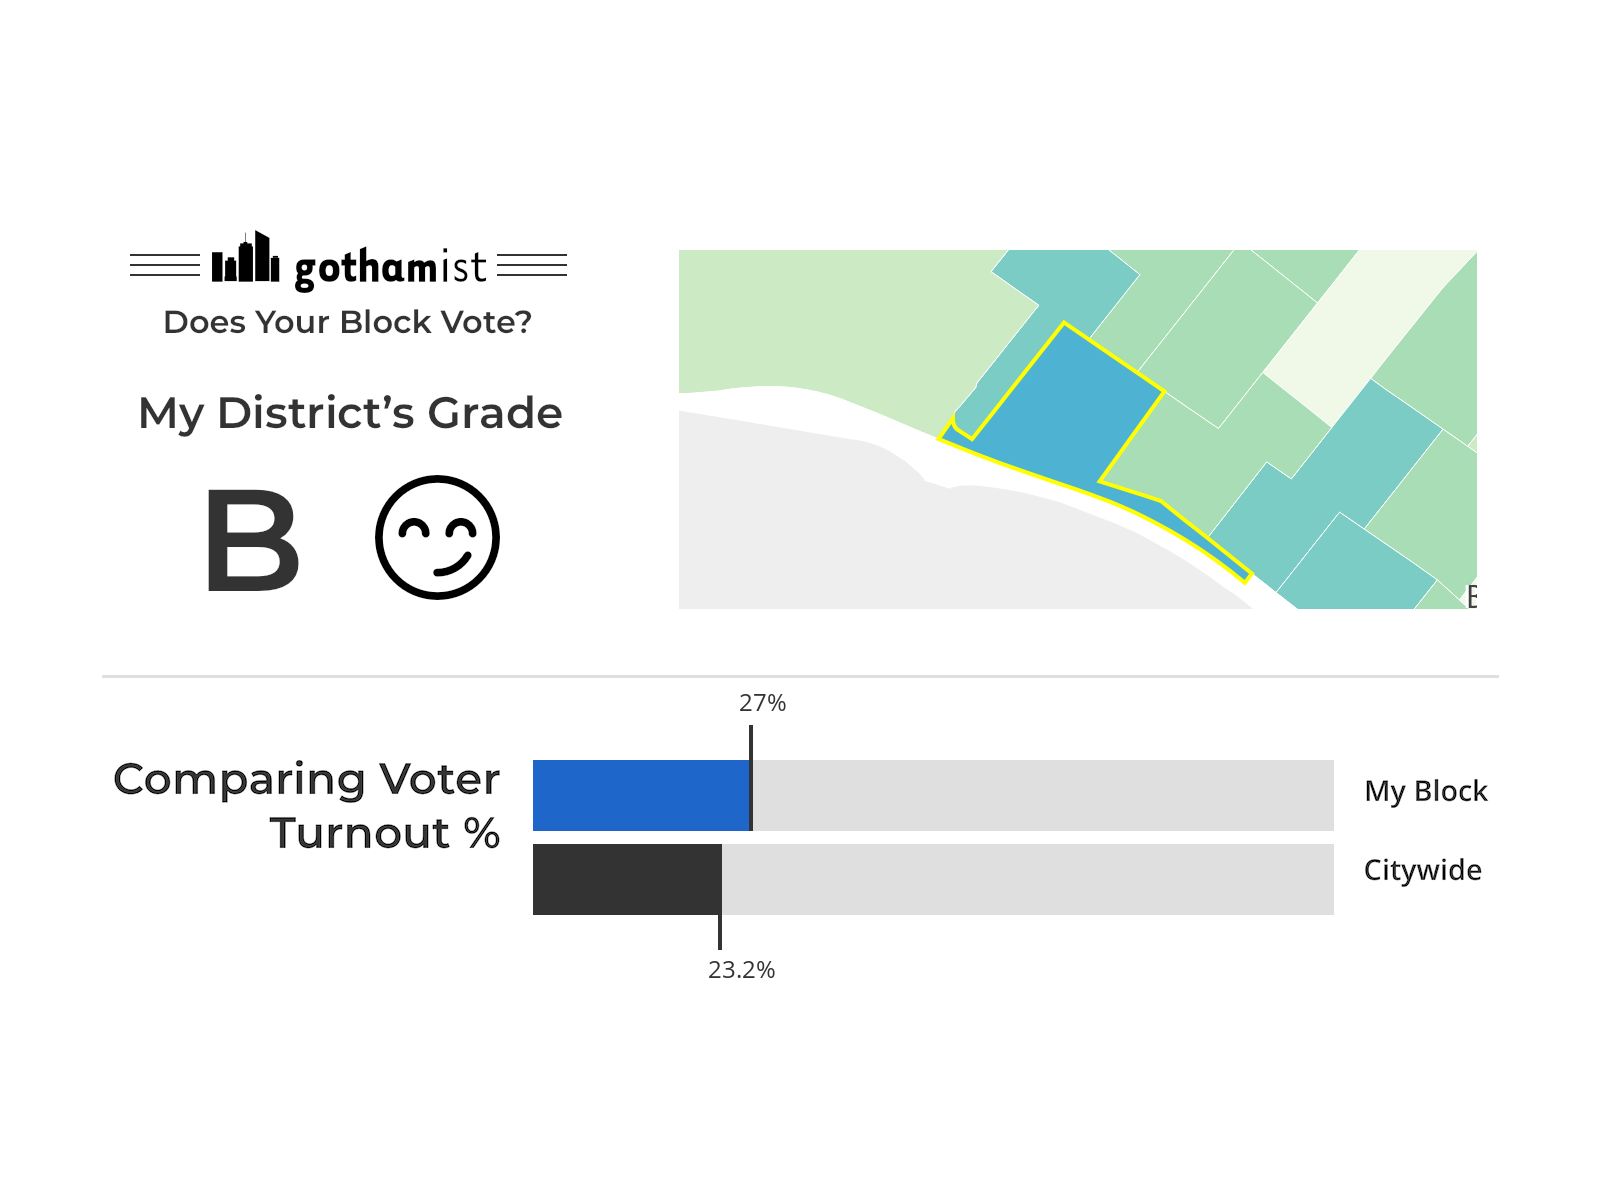 gothamist
Does Your Block Vote?
My District’s Grade
B
B
27%
Comparing Voter
Turnout %
My Block
Citywide
23.2%